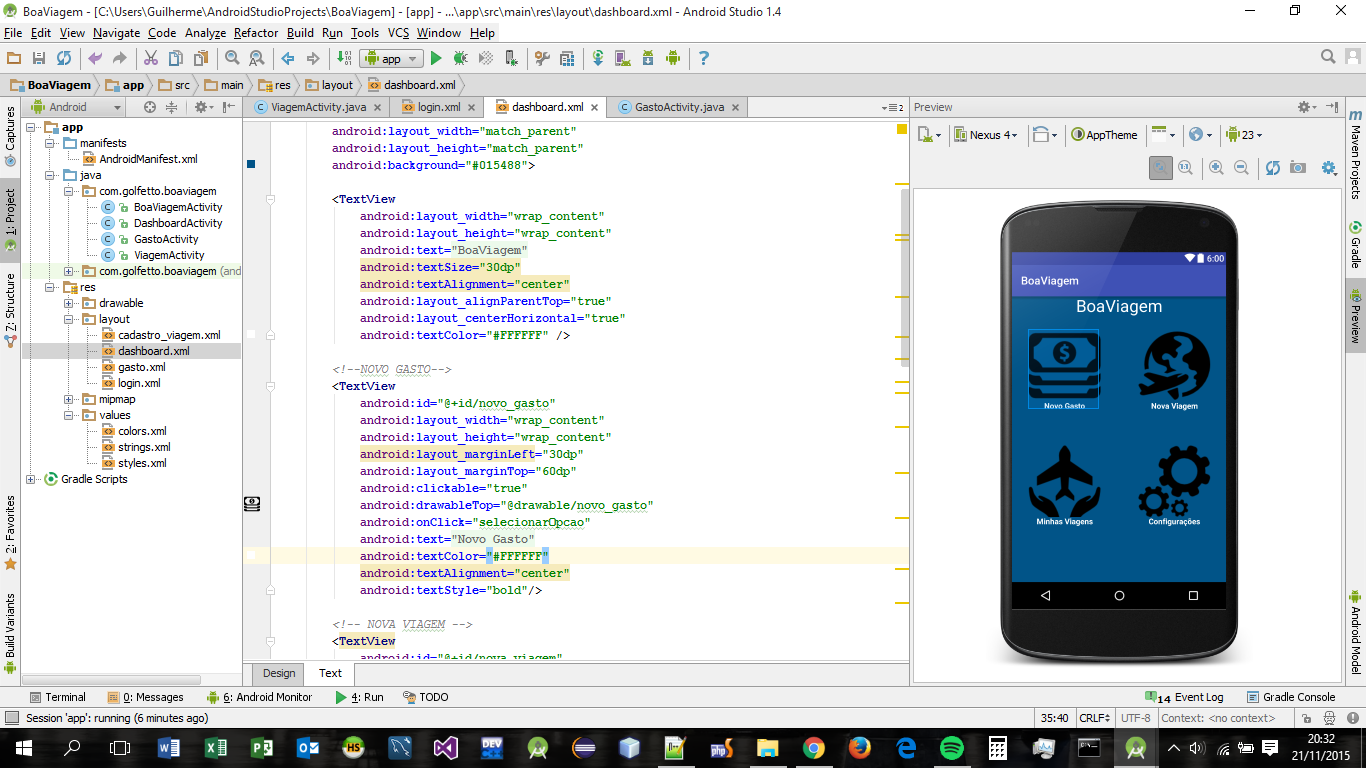 BoaViagem - [C:\Users\Guilherme\AndroidStudioProjects\BoaViagem] - [app] - ...\app\src\main\res\layout\dashboard.xml - Android Studio 1.4
File Edit View Navigate Code Analyze Refactor Build Run Tools VCS Window Help
app
BoaViagem app src main res layout dashboard.xml
Android
ViagemActivity.java login.xml dashboard.xml GastoActivity.java
2
Preview
Captures
1: Project
Z: Structure
2: Favorites
Build Variants
app
manifests
AndroidManifest.xml
java
com.golfetto.boaviagem
BoaViagemActivity
DashboardActivity
GastoActivity
ViagemActivity
com.golfetto.boaviagem (and
res
drawable
layout
cadastro_viagem.xml
dashboard.xml
gasto.xml
login.xml
mipmap
values
colors.xml
strings.xml
styles.xml
Gradle Scripts
android:layout_width="match_parent"
android:layout_height="match_parent"
android:background="#015488">
<TextView
android:layout_width="wrap_content"
android:layout_height="wrap_content"
android:text="BoaViagem"
android:textSize="30dp"
android:textAlignment="center"
android:layout_alignParentTop="true"
android:layout_centerHorizontal="true"
android:textColor="#FFFFFF" />
<!--NOVO GASTO-->
<TextView
android:id="@+id/novo_gasto"
android:layout_width="wrap_content"
android:layout_height="wrap_content"
android:layout_marginLeft="30dp"
android:layout_marginTop="60dp"
android:clickable="true"
android:drawableTop="@drawable/novo_gasto"
android:onClick="selecionarOpcao"
android:text="Novo Gasto"
android:textColor="#FFFFFF"
android:textAlignment="center"
android:textStyle="bold"/>
<!-- NOVA VIAGEM -->
<TextView
android:id="@+id/nova_viagem"
Design Text
Nexus 4 AppTheme 23
1:1
6:00
BoaViagem
BoaViagem
$
Novo Gasto Nova Viagem
Minhas Viagens Configurações
Maven Projects
Gradle
Preview
Android Model
Terminal 0: Messages 6: Android Monitor 4: Run TODO 14 Event Log Gradle Console
Session 'app': running (6 minutes ago) 35:40 CRLF UTF-8 Context: <no context>
HS DEV php 20:32
21/11/2015